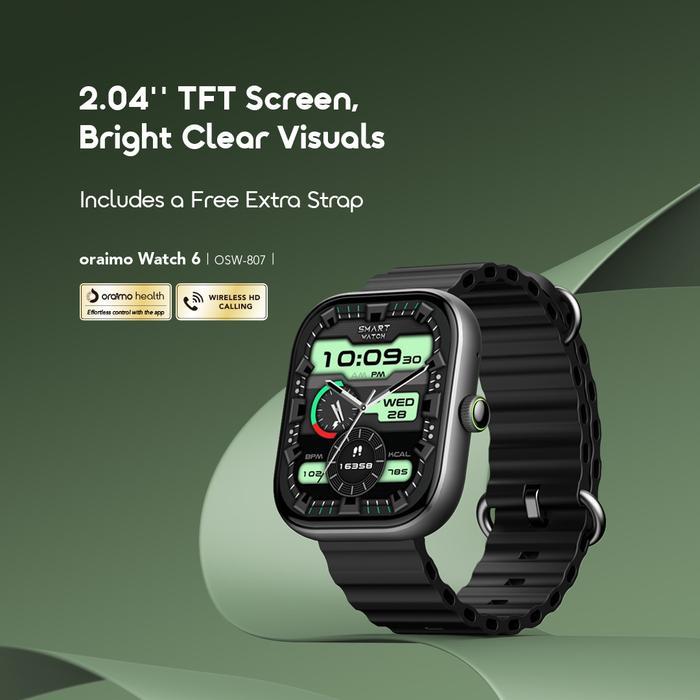 2.04'' TFT Screen,
Bright Clear Visuals
Includes a Free Extra Strap
oraimo Watch 6 | OSW-807 |
oraimo health
Effortless control with the app
WIRELESS HD
CALLING
SMART
WATCH
10:09 30
AM PM
WED
28
BPM
KCAL
102
16358
785